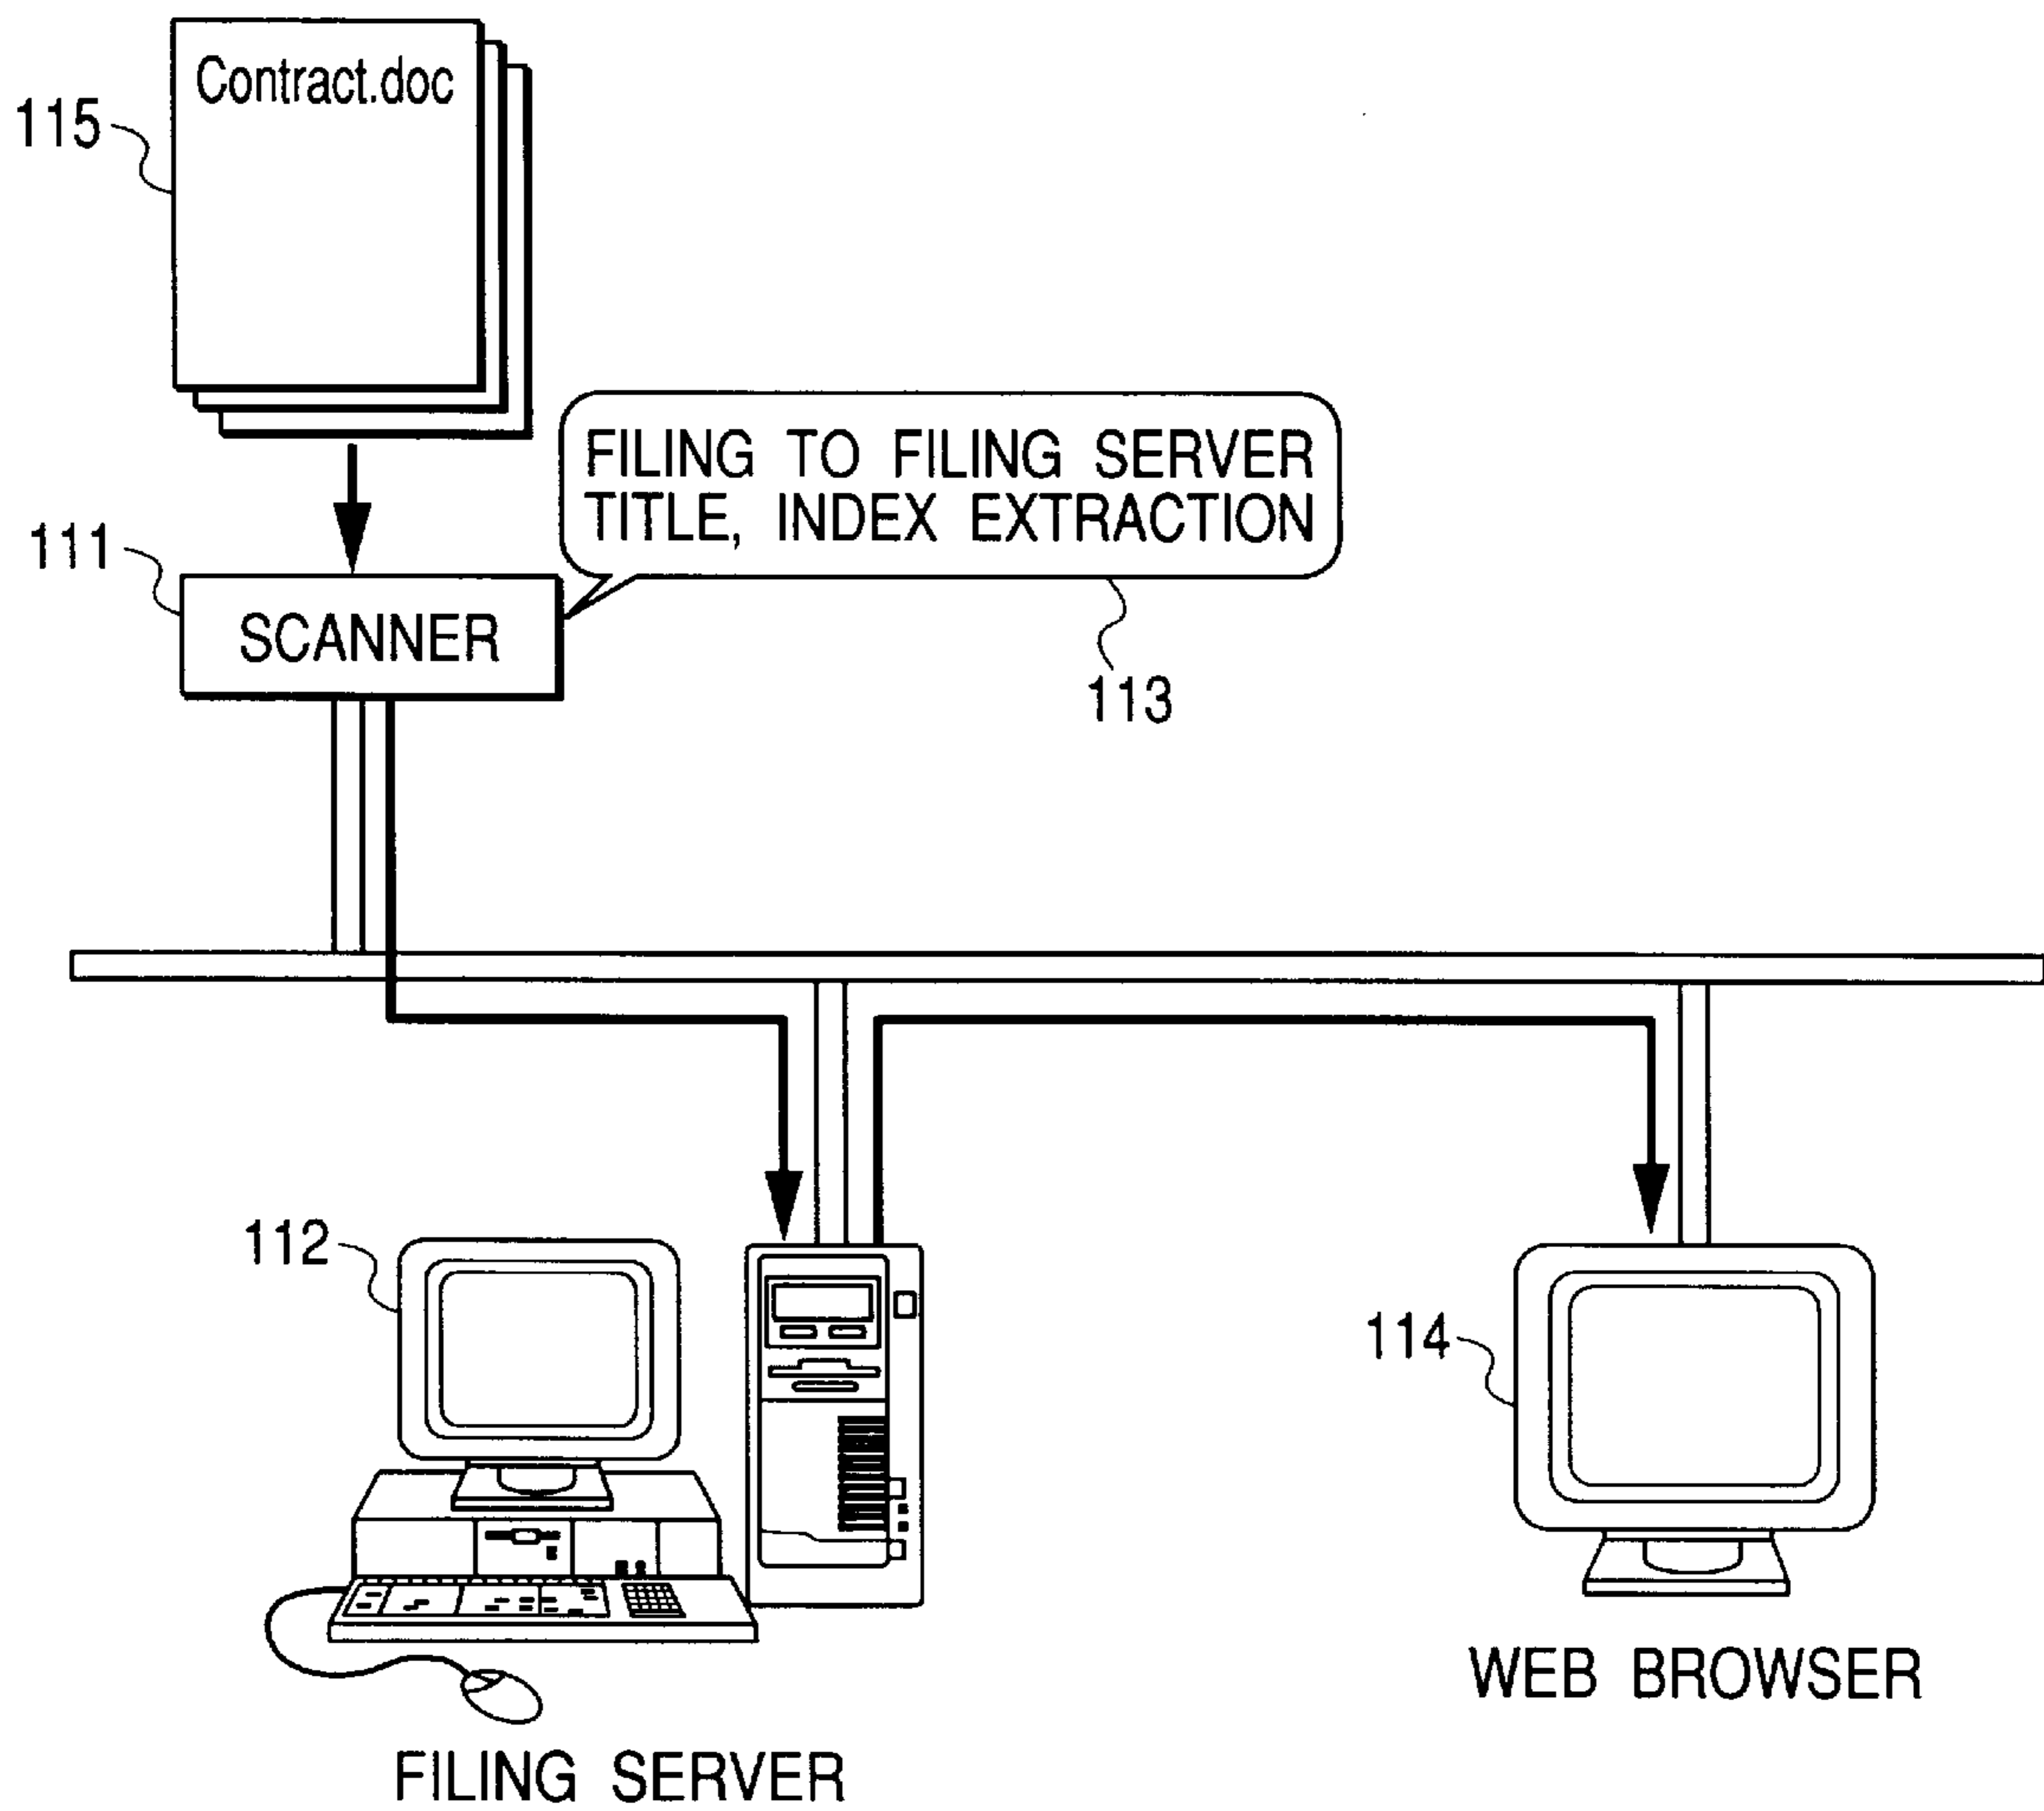 Contract.doc
115
FILING TO FILING SERVER
TITLE, INDEX EXTRACTION
111
SCANNER
113
112
114
WEB BROWSER
FILING SERVER